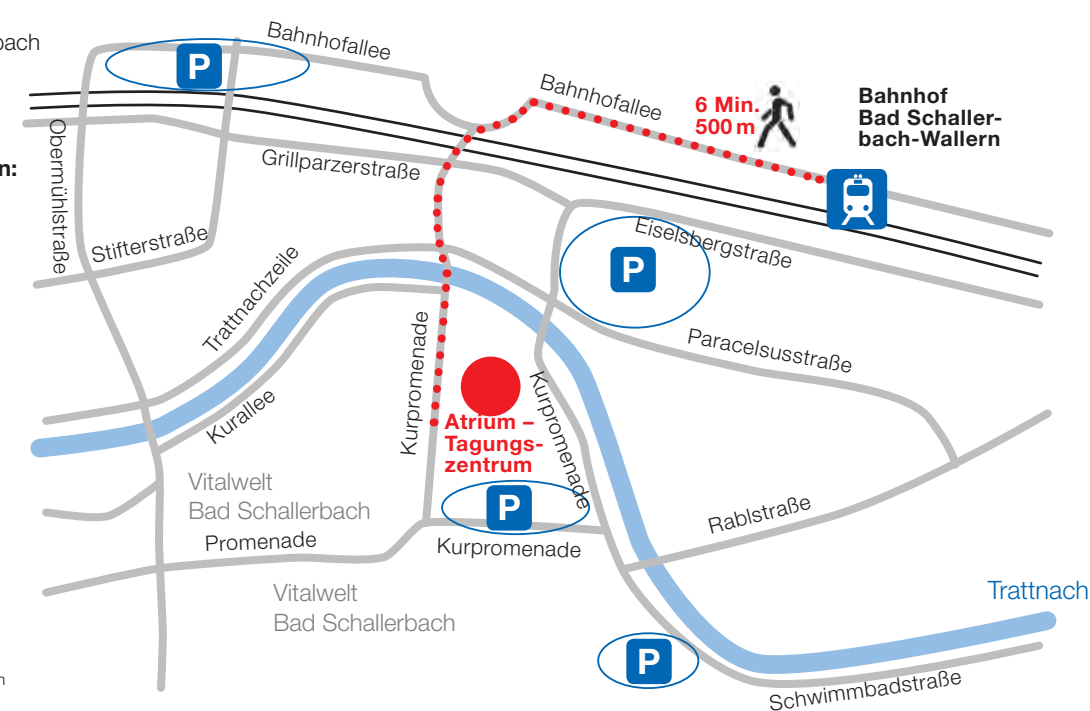 bach
P
Bahnhofallee
Bahnhofallee
6 Min.
500 m
Bahnhof
Bad Schaller-
bach-Wallern
Obermühlstraße
n:
Grillparzerstraße
Stifterstraße
Eiselsbergstraße
P
Trattnachzeile
Paracelsusstraße
Kurpromenade
Kurpromenade
Kurallee
Atrium –
Tagungs-
zentrum
Vitalwelt
Bad Schallerbach
P
Rablstraße
Promenade
Kurpromenade
Vitalwelt
Bad Schallerbach
Trattnach
P
Schwimmbadstraße